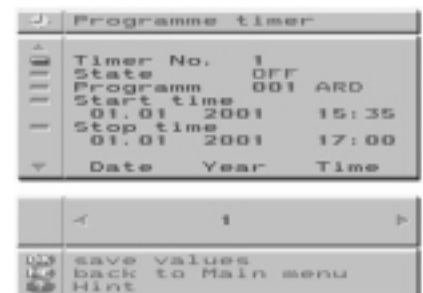 Programme timer
Timer No. 1
State OFF
Programm 001 ARD
Start time
01.01 2001 15:35
Stop time
01.01 2001 17:00
Date Year Time
1
save values
back to Main menu
Hint